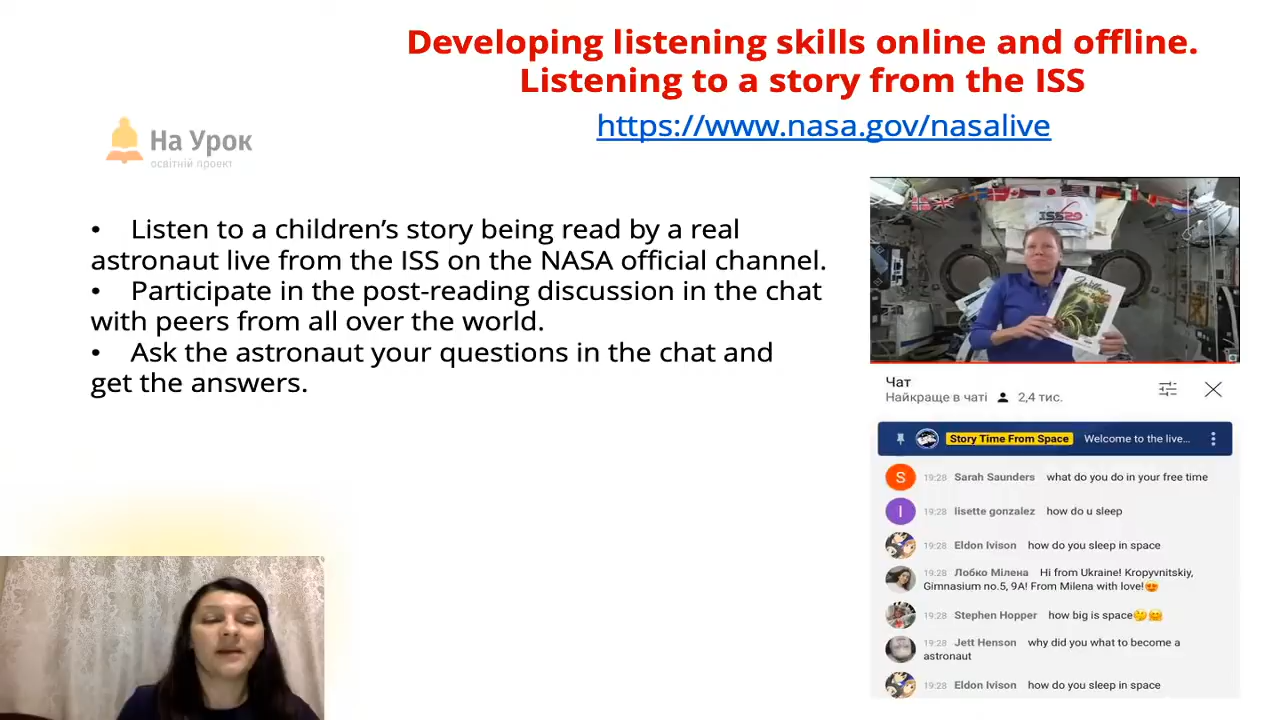 Developing listening skills online and offline.
Listening to a story from the ISS
https://www.nasa.gov/nasalive
На Урок
освітній проект
• Listen to a children’s story being read by a real
astronaut live from the ISS on the NASA official channel.
• Participate in the post-reading discussion in the chat
with peers from all over the world.
• Ask the astronaut your questions in the chat and
get the answers.
Чат
Найкраще в чаті 2,4 тис.
Story Time From Space Welcome to the live...
S 19:28 Sarah Saunders what do you do in your free time
I 19:28 lisette gonzalez how do u sleep
19:28 Eldon Ivison how do you sleep in space
19:28 Лобко Мілена Hi from Ukraine! Kropyvnitskiy,
Gimnasium no.5, 9A! From Milena with love!😍
19:28 Stephen Hopper how big is space🤔🤗
19:28 Jett Henson why did you what to become a
astronaut
19:28 Eldon Ivison how do you sleep in space